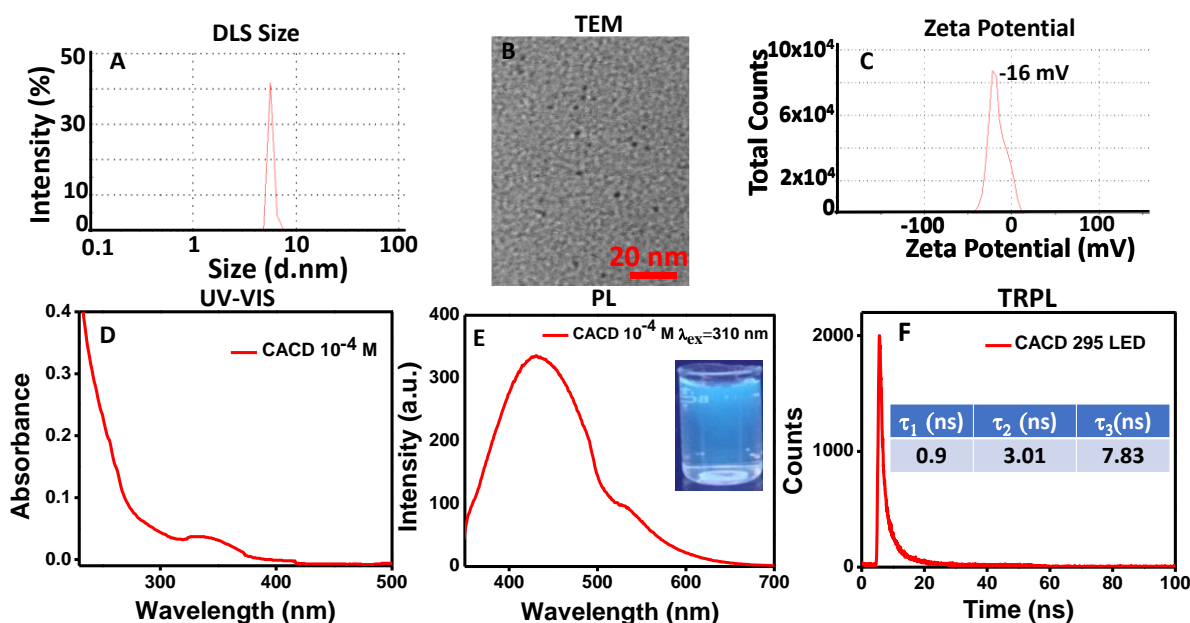 DLS Size
A
50
30
10
0
Intensity (%)
0.1
1
10
100
Size (d.nm)
TEM
B
20 nm
Zeta Potential
C
-16 mV
10x10⁴
6x10⁴
2x10⁴
0
Total Counts
-100
0
100
Zeta Potential (mV)
UV-VIS
D
CACD 10⁻⁴ M
0.4
0.3
0.2
0.1
0.0
Absorbance
300
400
500
Wavelength (nm)
PL
E
CACD 10⁻⁴ M λex=310 nm
400
300
200
100
0
Intensity (a.u.)
400
500
600
700
Wavelength (nm)
TRPL
F
CACD 295 LED
τ₁ (ns) τ₂ (ns) τ₃(ns)
0.9 3.01 7.83
2000
1000
0
Counts
0
20
40
60
80
100
Time (ns)